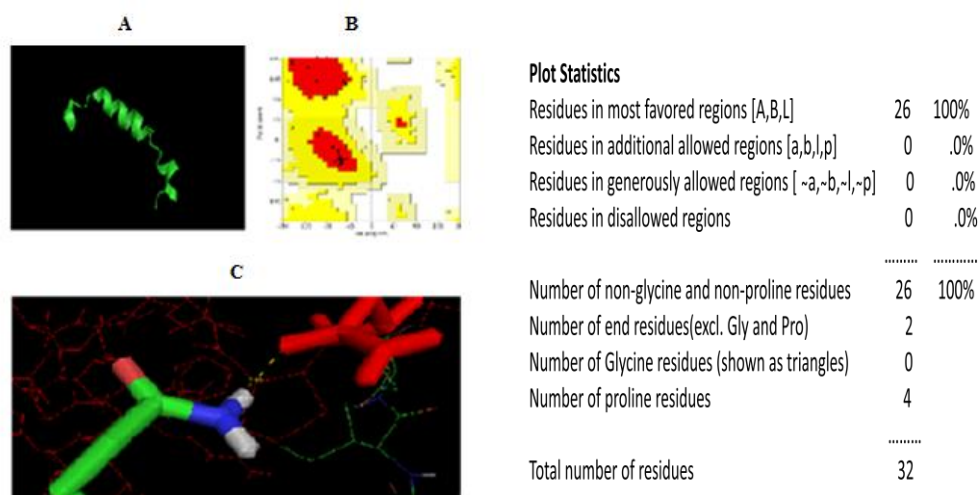 A
B
C
Plot Statistics
Residues in most favored regions [A,B,L] 26 100%
Residues in additional allowed regions [a,b,l,p] 0 .0%
Residues in generously allowed regions [ ~a,~b,~l,~p] 0 .0%
Residues in disallowed regions 0 .0%
......... ............
Number of non-glycine and non-proline residues 26 100%
Number of end residues(excl. Gly and Pro) 2
Number of Glycine residues (shown as triangles) 0
Number of proline residues 4
.........
Total number of residues 32